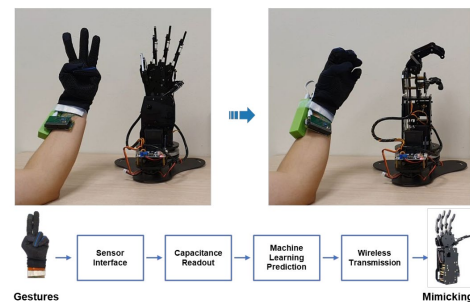 Sensor
Interface
Capacitance
Readout
Machine
Learning
Prediction
Wireless
Transmission
Gestures
Mimicking